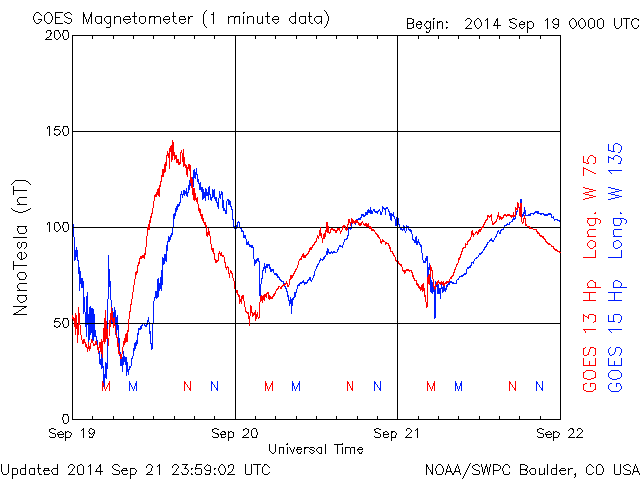 GOES Magnetometer (1 minute data)
Begin: 2014 Sep 19 0000 UTC
200
150
100
50
0
NanoTesla (nT)
M M N N M M N N M M N N
Sep 19 Sep 20 Sep 21 Sep 22
Universal Time
GOES 13 Hp Long. W 75
GOES 15 Hp Long. W 135
Updated 2014 Sep 21 23:59:02 UTC
NOAA/SWPC Boulder, CO USA